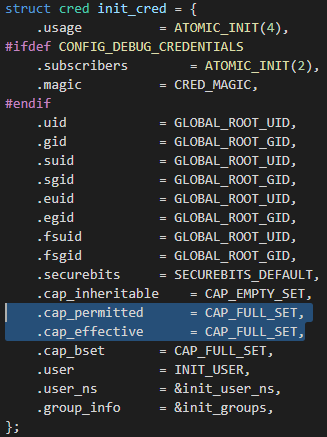 struct cred init_cred = {
    .usage          = ATOMIC_INIT(4),
#ifdef CONFIG_DEBUG_CREDENTIALS
    .subscribers        = ATOMIC_INIT(2),
    .magic          = CRED_MAGIC,
#endif
    .uid            = GLOBAL_ROOT_UID,
    .gid            = GLOBAL_ROOT_GID,
    .suid           = GLOBAL_ROOT_UID,
    .sgid           = GLOBAL_ROOT_GID,
    .euid           = GLOBAL_ROOT_UID,
    .egid           = GLOBAL_ROOT_GID,
    .fsuid          = GLOBAL_ROOT_UID,
    .fsgid          = GLOBAL_ROOT_GID,
    .securebits     = SECUREBITS_DEFAULT,
    .cap_inheritable    = CAP_EMPTY_SET,
    .cap_permitted      = CAP_FULL_SET,
    .cap_effective      = CAP_FULL_SET,
    .cap_bset       = CAP_FULL_SET,
    .user           = INIT_USER,
    .user_ns        = &init_user_ns,
    .group_info     = &init_groups,
};